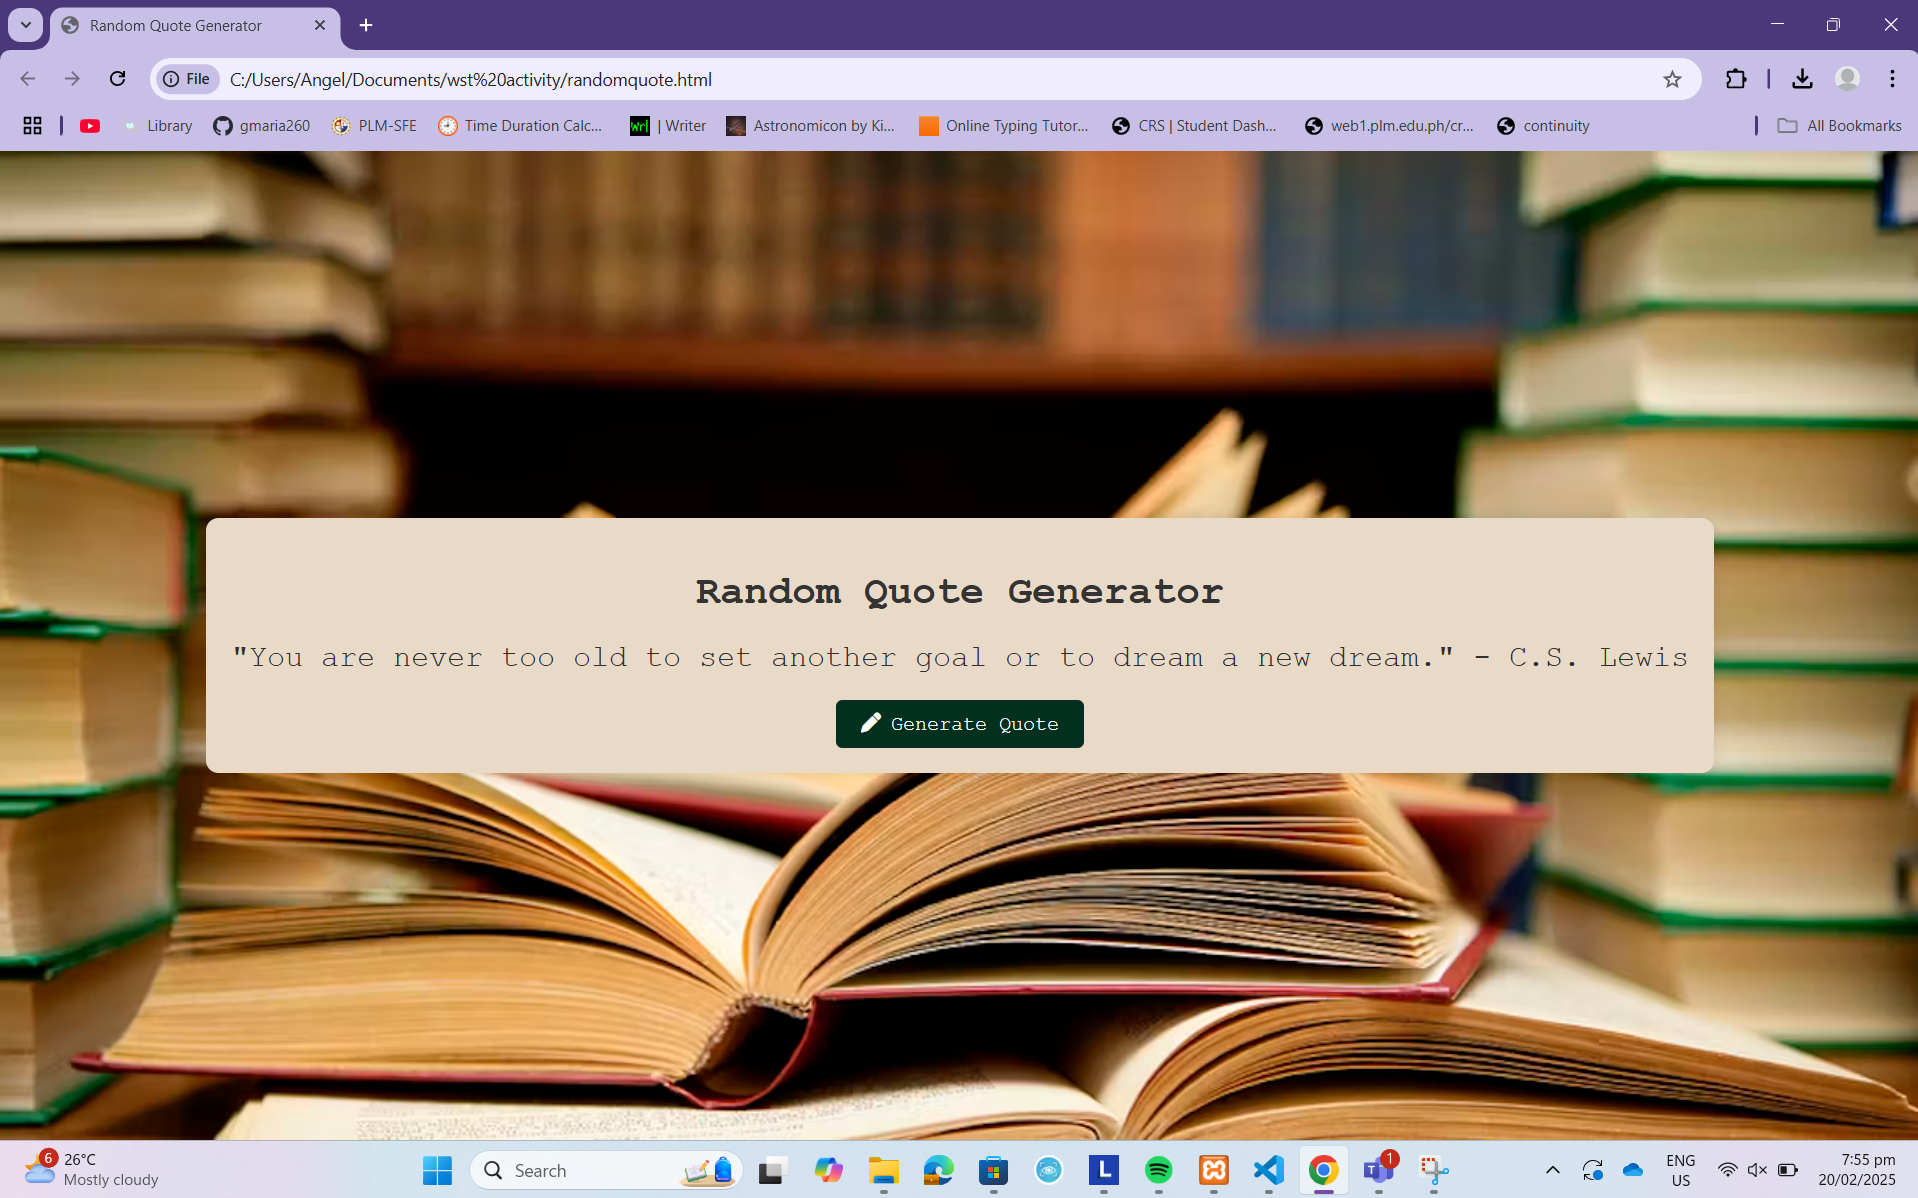 Random Quote Generator
File
C:/Users/Angel/Documents/wst%20activity/randomquote.html
Library
gmaria260
PLM-SFE
Time Duration Calc...
Wr
| Writer
Astronomicon by Ki...
Online Typing Tutor...
CRS | Student Dash...
web1.plm.edu.ph/cr...
continuity
All Bookmarks
Random Quote Generator
"You are never too old to set another goal or to dream a new dream." - C.S. Lewis
Generate Quote
6
26°C
Mostly cloudy
Search
L
1
ENG
US
7:55 pm
20/02/2025